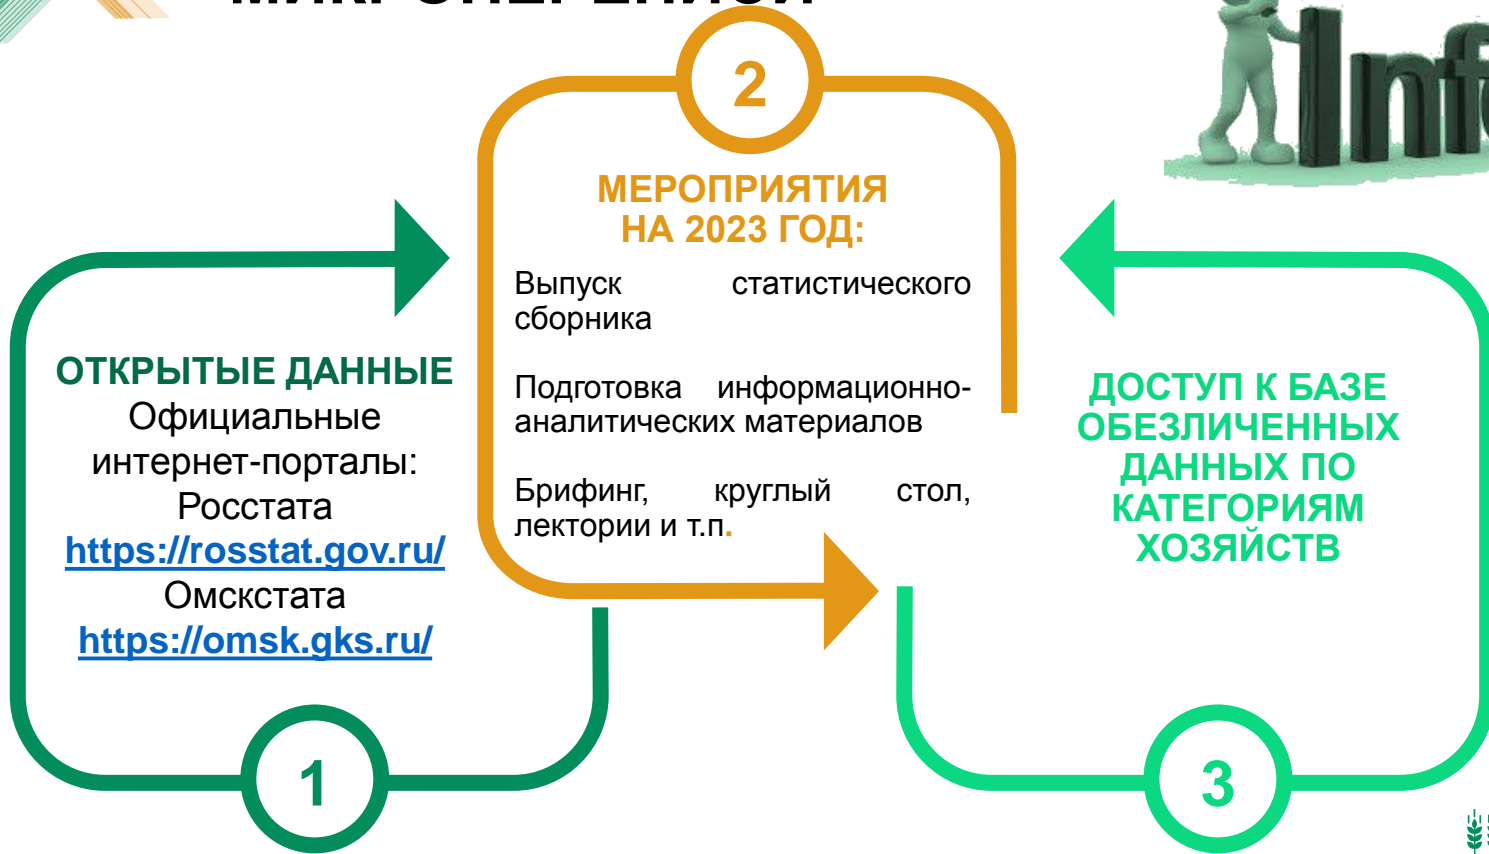 МИКРОПЕРЕПИСИ
2
МЕРОПРИЯТИЯ
НА 2023 ГОД:
Выпуск статистического
сборника
Подготовка информационно-
аналитических материалов
Брифинг, круглый стол,
лектории и т.п.
ОТКРЫТЫЕ ДАННЫЕ
Официальные
интернет-порталы:
Росстата
https://rosstat.gov.ru/
Омскстата
https://omsk.gks.ru/
1
ДОСТУП К БАЗЕ
ОБЕЗЛИЧЕННЫХ
ДАННЫХ ПО
КАТЕГОРИЯМ
ХОЗЯЙСТВ
3